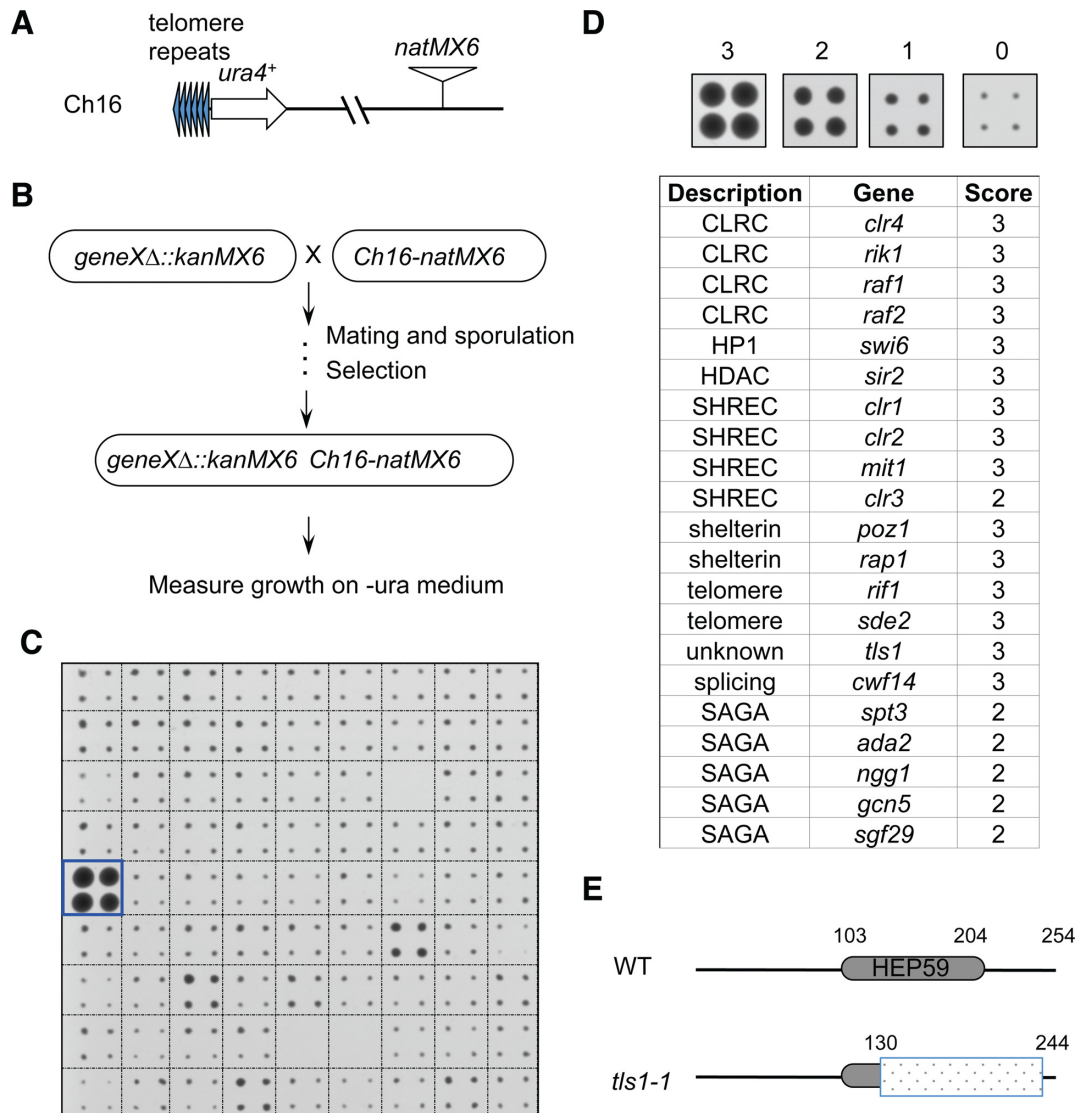 A
telomere
repeats
ura4+
natMX6
Ch16
B
geneXΔ::kanMX6
X
Ch16-natMX6
Mating and sporulation
Selection
geneXΔ::kanMX6 Ch16-natMX6
Measure growth on -ura medium
C
D
3 2 1 0
Description Gene Score
CLRC clr4 3
CLRC rik1 3
CLRC raf1 3
CLRC raf2 3
HP1 swi6 3
HDAC sir2 3
SHREC clr1 3
SHREC clr2 3
SHREC mit1 3
SHREC clr3 2
shelterin poz1 3
shelterin rap1 3
telomere rif1 3
telomere sde2 3
unknown tls1 3
splicing cwf14 3
SAGA spt3 2
SAGA ada2 2
SAGA ngg1 2
SAGA gcn5 2
SAGA sgf29 2
E
103 204 254
WT
HEP59
130 244
tls1-1